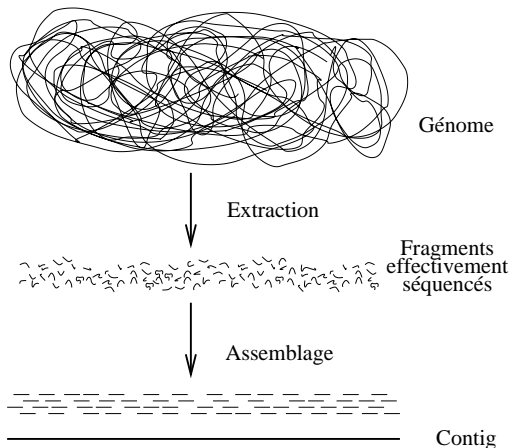 Génome
Extraction
Fragments
effectivement
séquencés
Assemblage
Contig